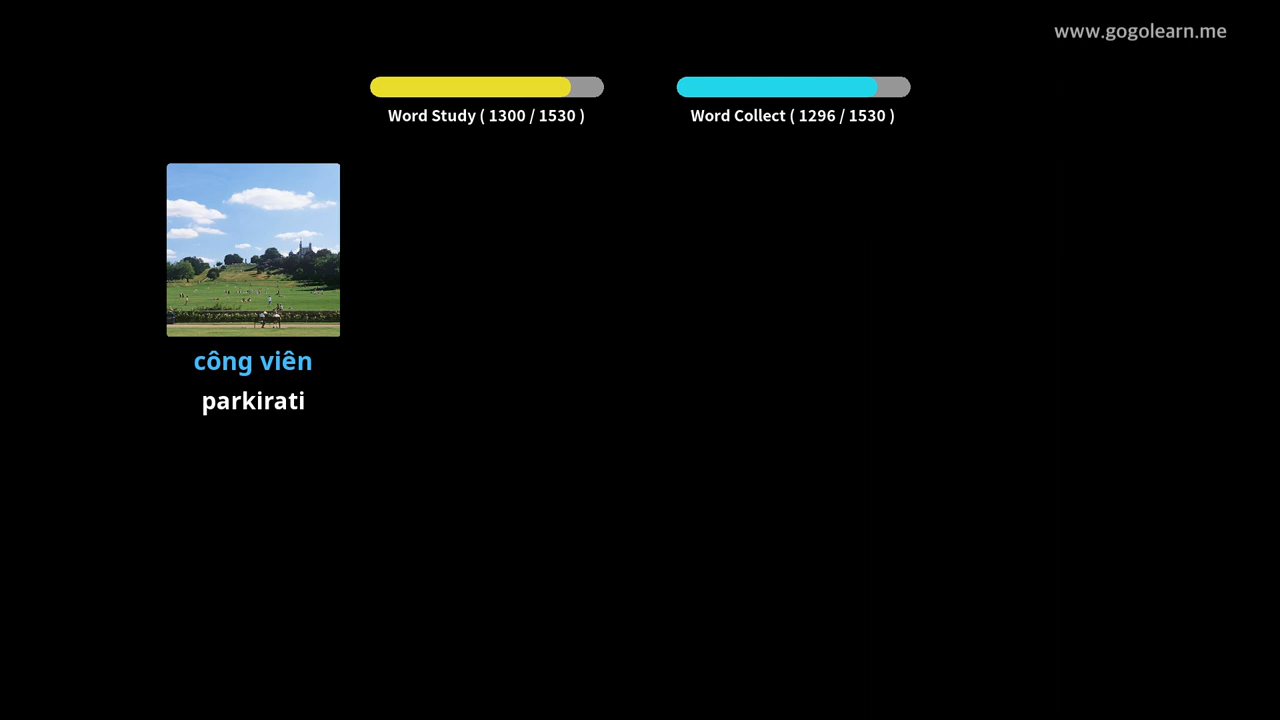 www.gogolearn.me
Word Study ( 1300 / 1530 )
Word Collect ( 1296 / 1530 )
công viên
parkirati